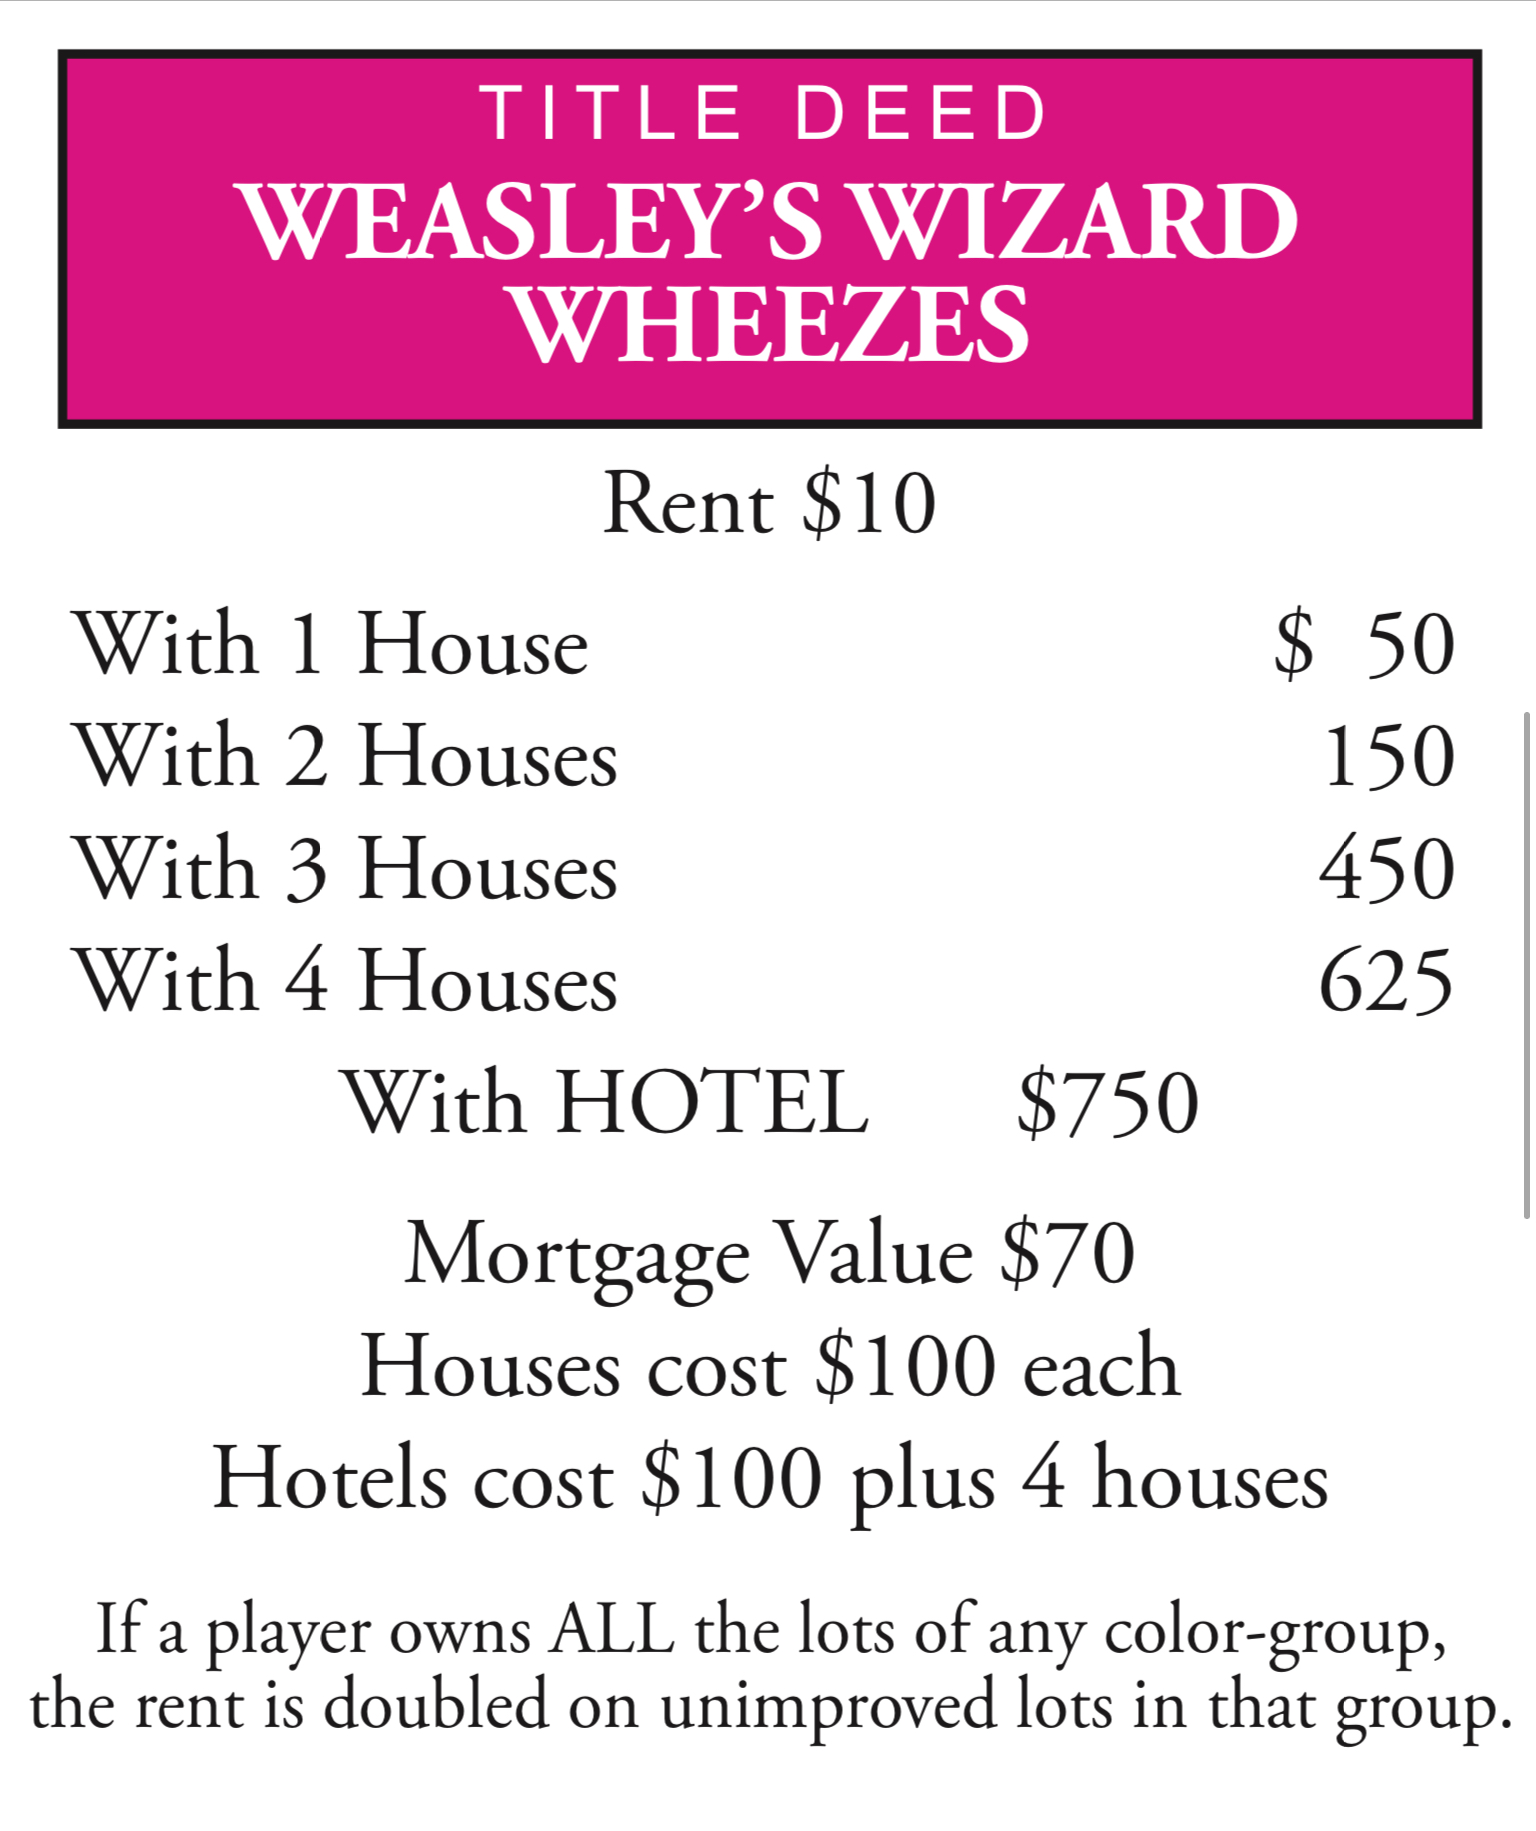 TITLE DEED
WEASLEY’S WIZARD
WHEEZES
Rent $10
With 1 House $ 50
With 2 Houses 150
With 3 Houses 450
With 4 Houses 625
With HOTEL $750
Mortgage Value $70
Houses cost $100 each
Hotels cost $100 plus 4 houses
If a player owns ALL the lots of any color-group,
the rent is doubled on unimproved lots in that group.